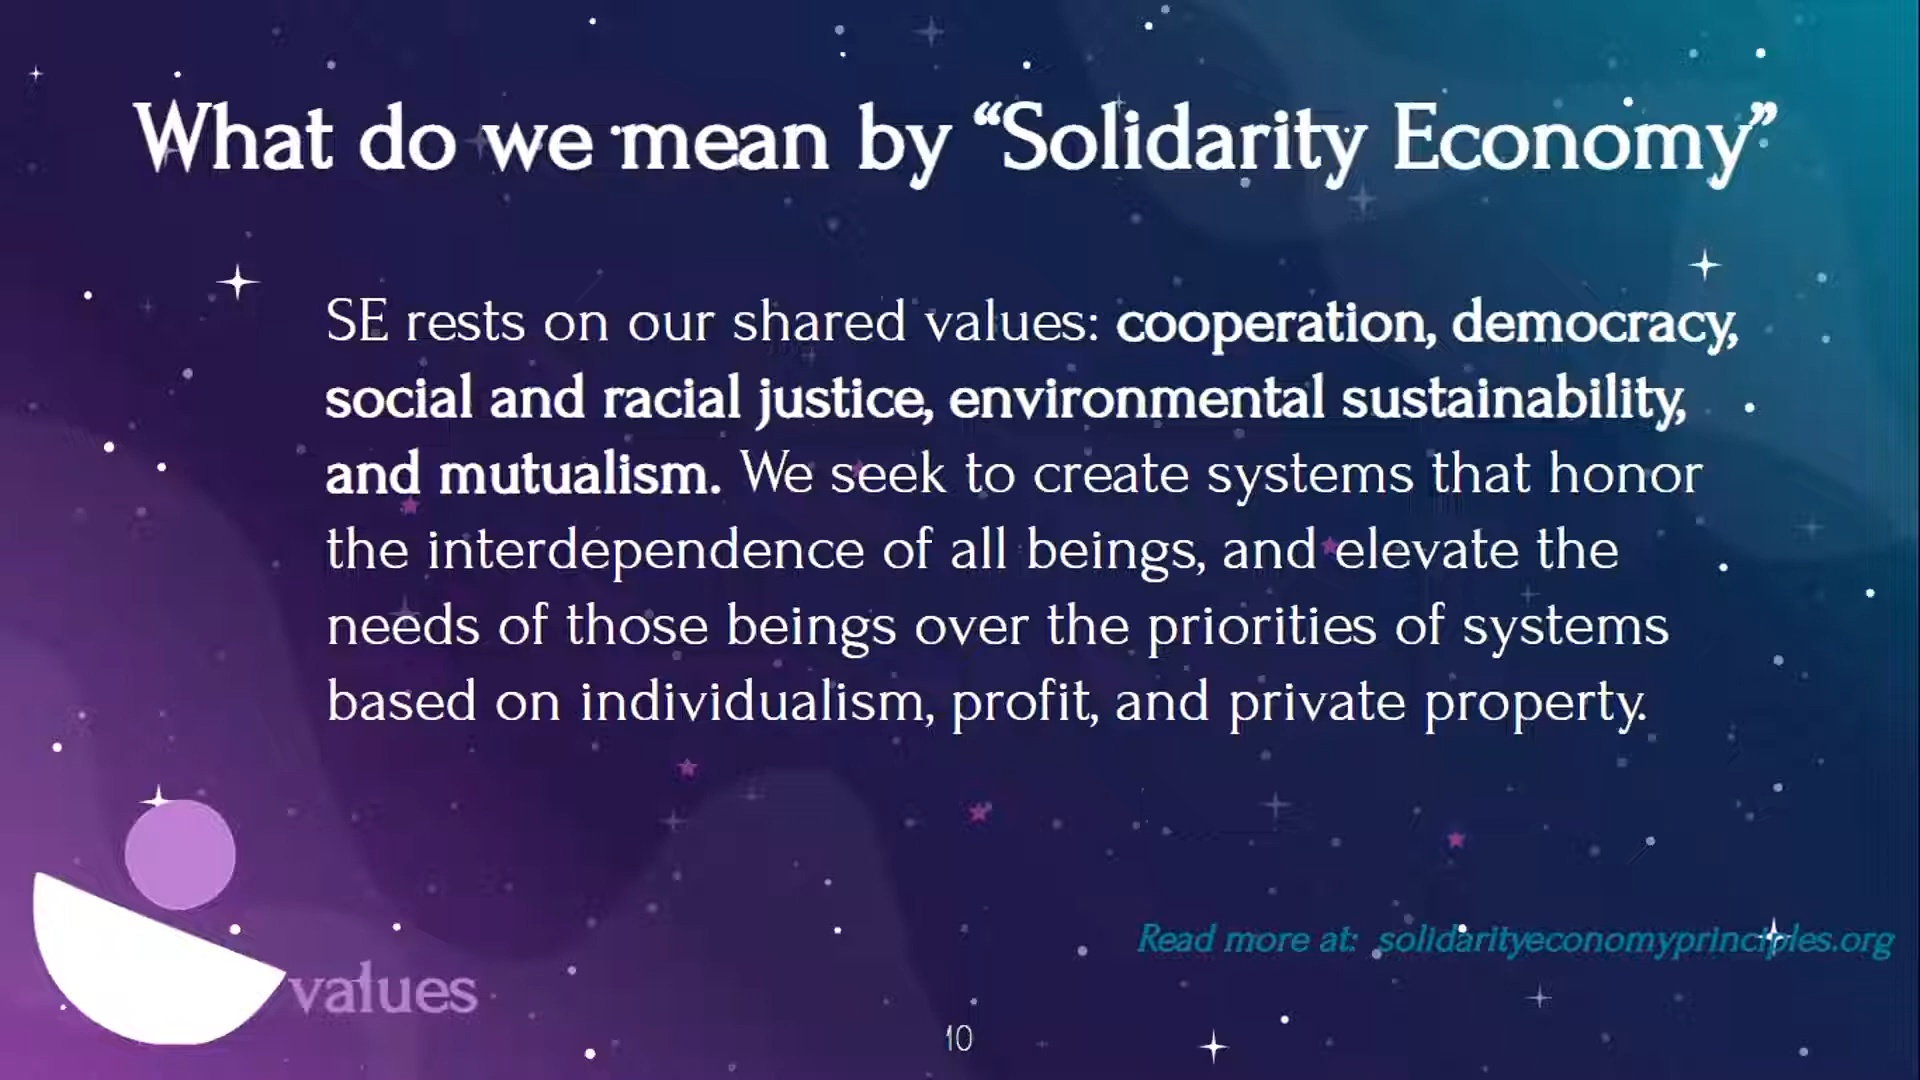 What do we mean by “Solidarity Economy”
SE rests on our shared values: cooperation, democracy,
social and racial justice, environmental sustainability,
and mutualism. We seek to create systems that honor
the interdependence of all beings, and elevate the
needs of those beings over the priorities of systems
based on individualism, profit, and private property.
Read more at: solidarityeconomyprinciples.org
values
10